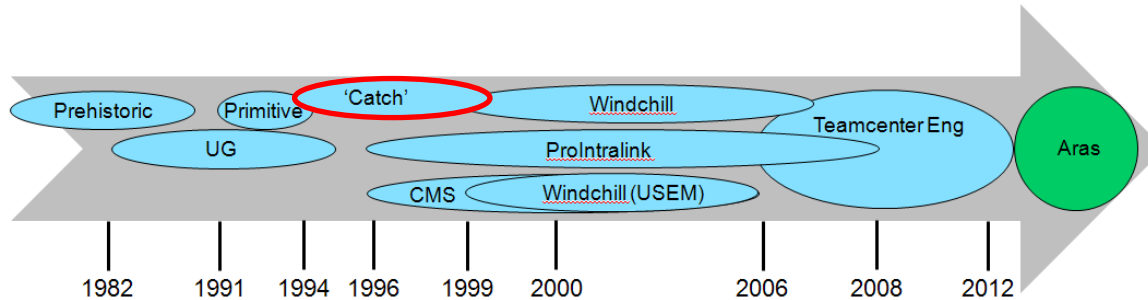 Prehistoric
Primitive
'Catch'
Windchill
Teamcenter Eng
UG
ProIntralink
Aras
CMS
Windchill (USEM)
1982
1991
1994
1996
1999
2000
2006
2008
2012